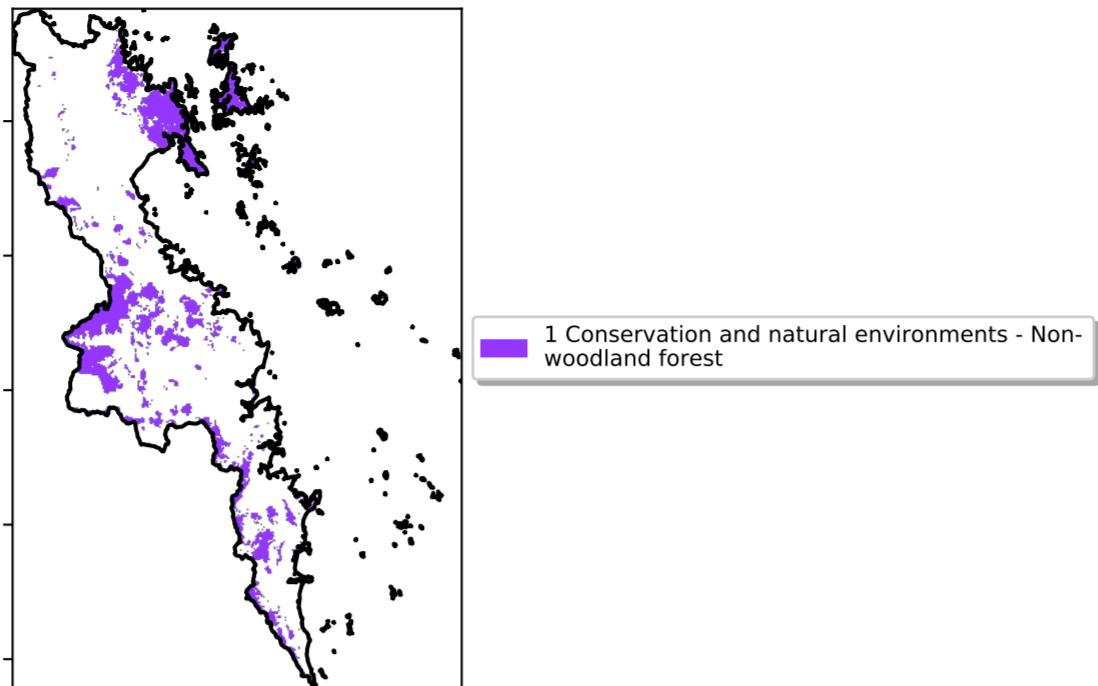 1 Conservation and natural environments - Non-
woodland forest